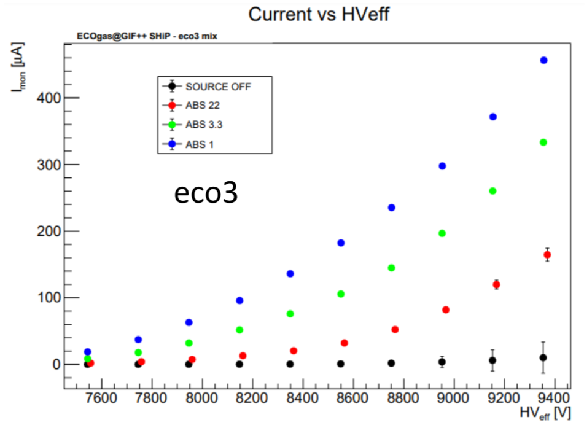 Current vs HVeff
ECOgas@GIF++ SHiP - eco3 mix
I_mon [µA]
SOURCE OFF
ABS 22
ABS 3.3
ABS 1
eco3
400
300
200
100
0
7600 7800 8000 8200 8400 8600 8800 9000 9200 9400
HV_eff [V]